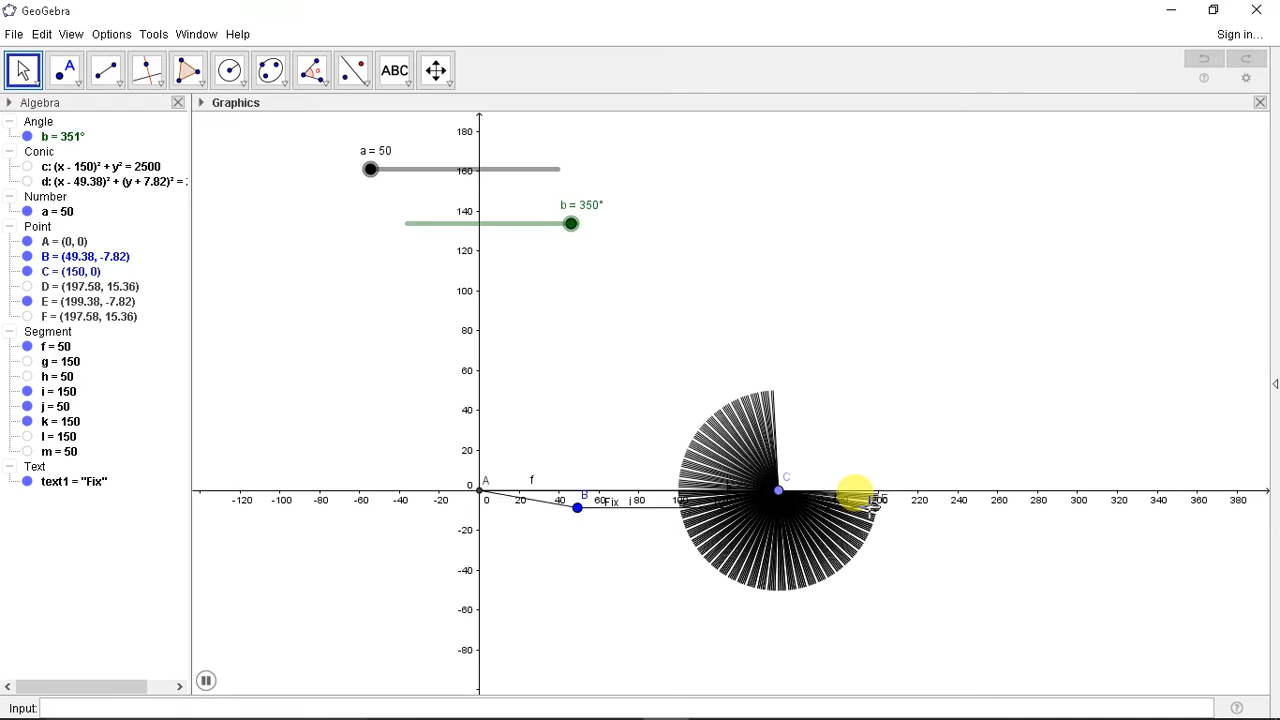 GeoGebra
File Edit View Options Tools Window Help
Sign in...
A
ABC
Algebra
Graphics
Angle
b = 351°
Conic
c: (x - 150)² + y² = 2500
d: (x - 49.38)² + (y + 7.82)² =
Number
a = 50
Point
A = (0, 0)
B = (49.38, -7.82)
C = (150, 0)
D = (197.58, 15.36)
E = (199.38, -7.82)
F = (197.58, 15.36)
Segment
f = 50
g = 150
h = 50
i = 150
j = 50
k = 150
l = 150
m = 50
Text
text1 = "Fix"
a = 50
b = 350°
180
160
140
120
100
80
60
40
20
0
-20
-40
-60
-80
A f C
B
Fix i
-120 -100 -80 -60 -40 -20 0 20 40 60 80 100 200 220 240 260 280 300 320 340 360 380
Input: